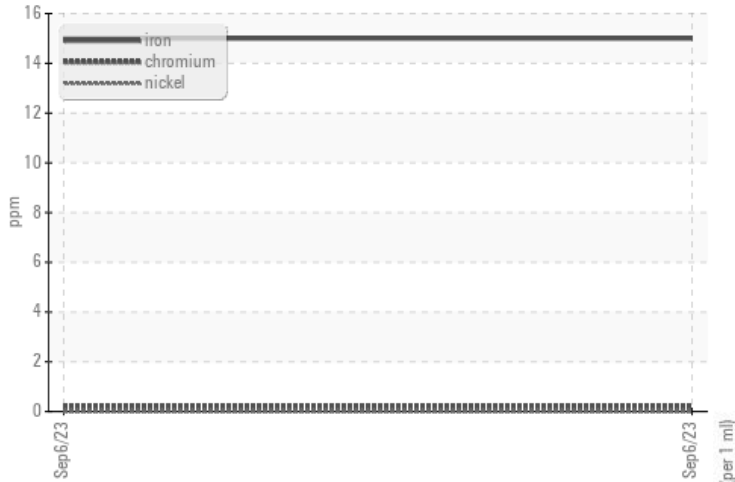 16
14
12
10
8
6
4
2
0
ppm
iron
chromium
nickel
Sep6/23
Sep6/23
(per 1 ml)